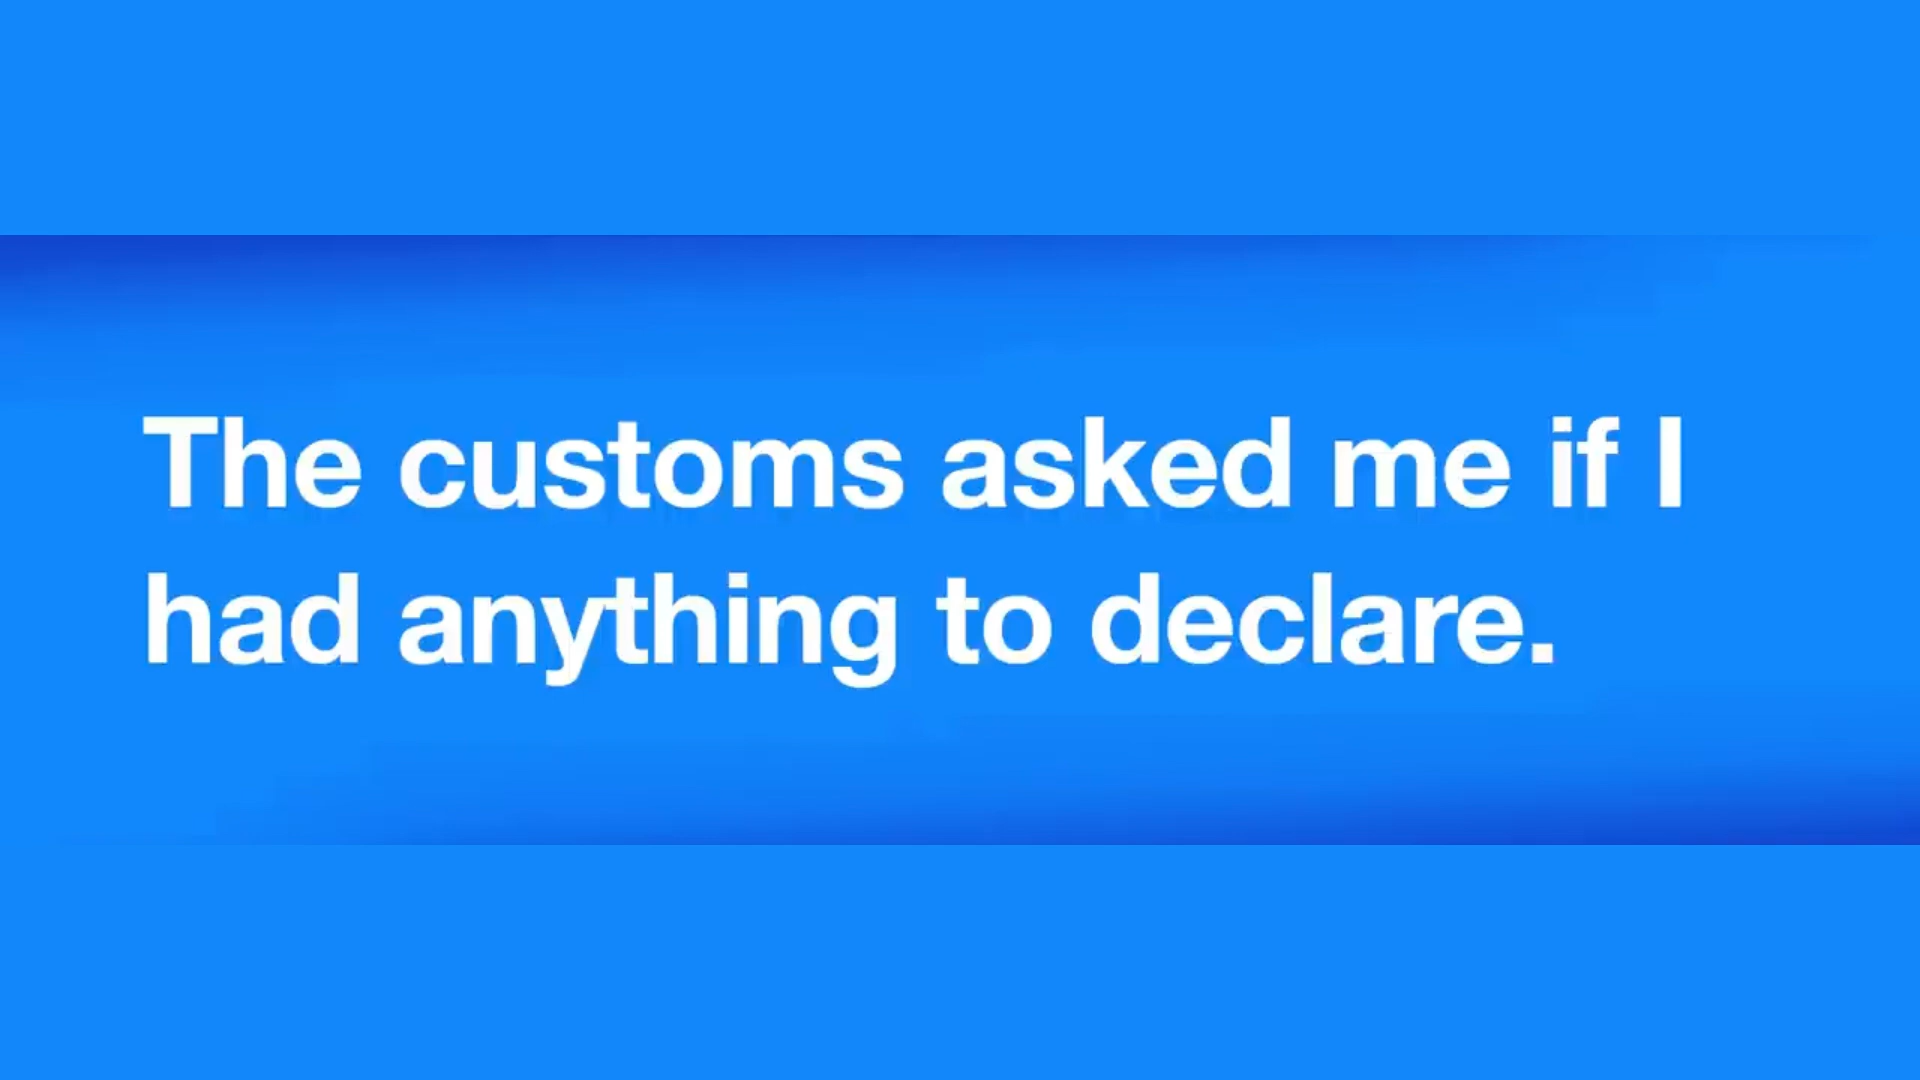 The customs asked me if I
had anything to declare.